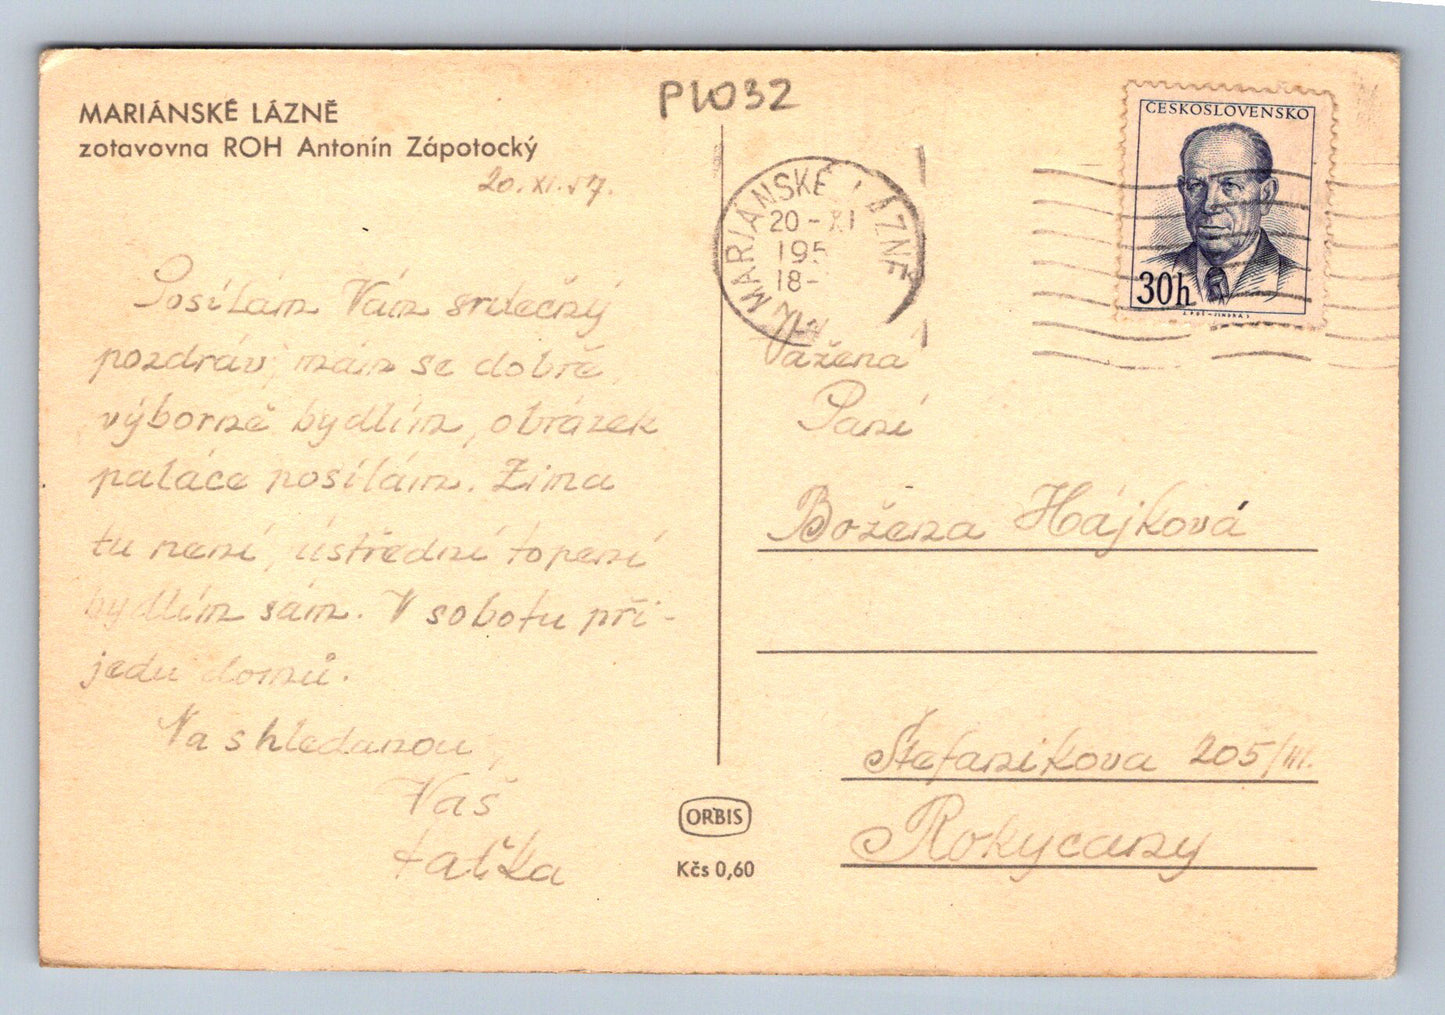 MARIÁNSKÉ LÁZNĚ
zotavovna ROH Antonín Zápotocký
20. XI. 57.
Posílám Vám srdečný
pozdrav, mám se dobře,
výborně bydlím, obrázek
paláce posílám. Zima
tu není, ústřední topení
bydlím sám. V sobotu při-
jedu domů.
Na shledanou,
Váš
taťka
P1032
MARIÁNSKÉ LÁZNĚ
20 - XI
195
18 -
ČESKOSLOVENSKO
30h
Vážená
Paní
Božena Hájková
Štefanikova 205/III.
Rokycany
ORBIS
Kčs 0,60